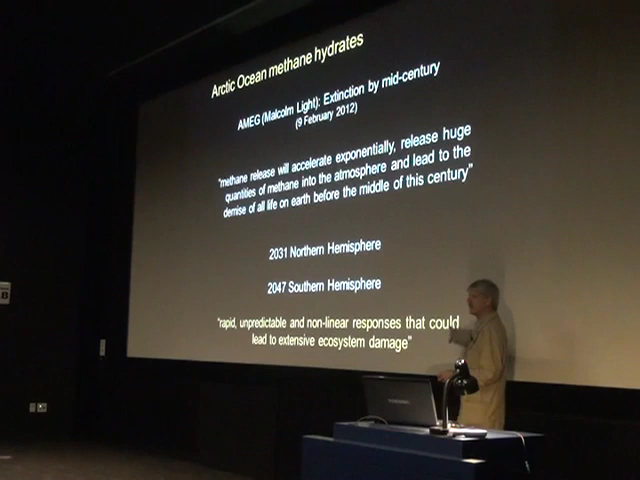 Arctic Ocean methane hydrates
AMEG (Malcolm Light): Extinction by mid-century
(9 February 2012)
"methane release will accelerate exponentially, release huge
quantities of methane into the atmosphere and lead to the
demise of all life on earth before the middle of this century"
2031 Northern Hemisphere
2047 Southern Hemisphere
"rapid, unpredictable and non-linear responses that could
lead to extensive ecosystem damage"
B